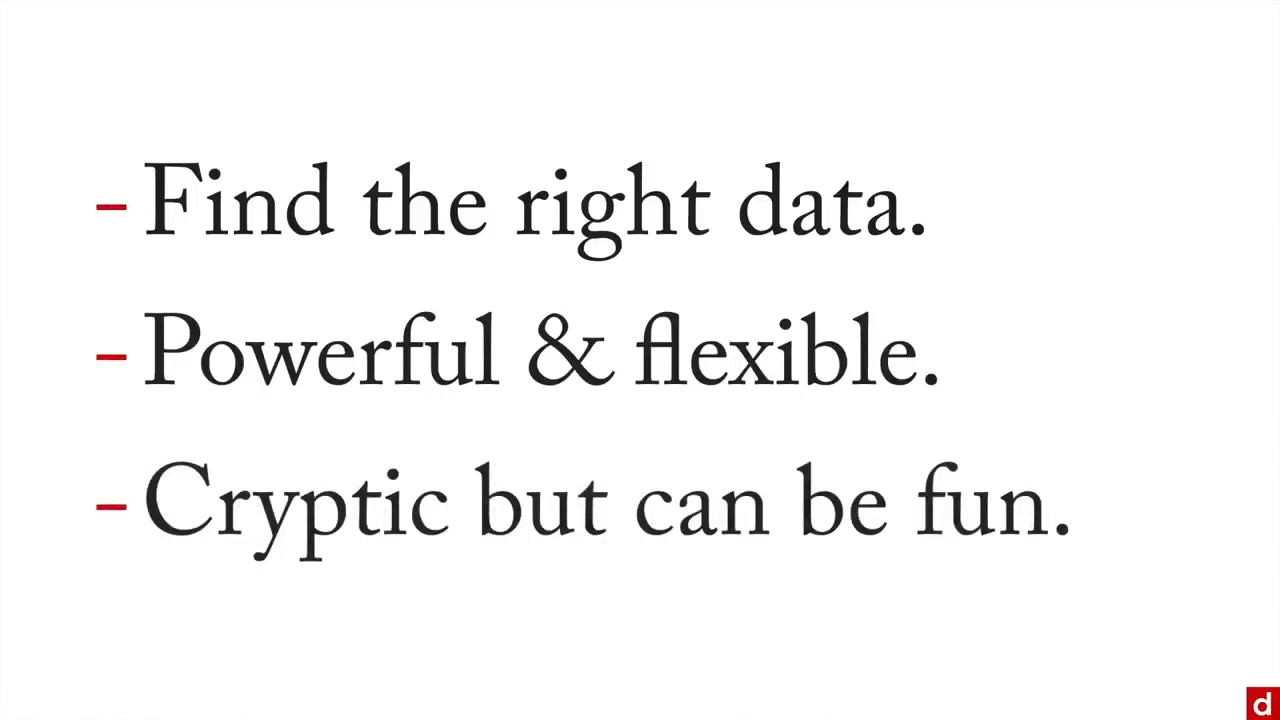 - Find the right data.
- Powerful & flexible.
- Cryptic but can be fun.
d